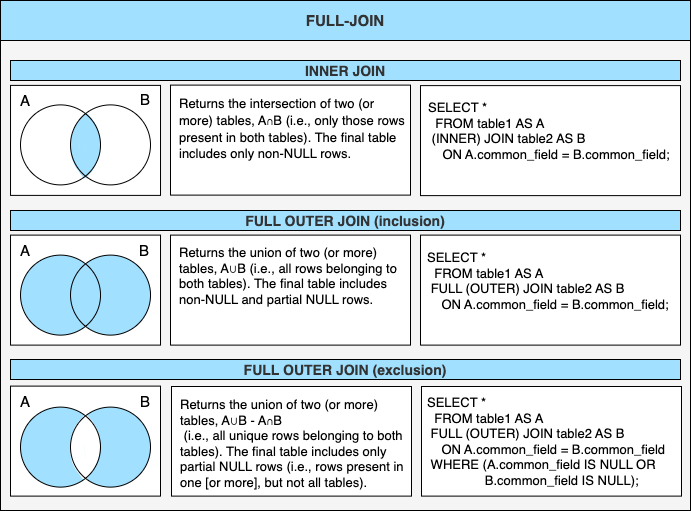 FULL-JOIN
INNER JOIN
A B
Returns the intersection of two (or
more) tables, A∩B (i.e., only those rows
present in both tables). The final table
includes only non-NULL rows.
SELECT *
FROM table1 AS A
(INNER) JOIN table2 AS B
ON A.common_field = B.common_field;
FULL OUTER JOIN (inclusion)
A B
Returns the union of two (or more)
tables, A∪B (i.e., all rows belonging to
both tables). The final table includes
non-NULL and partial NULL rows.
SELECT *
FROM table1 AS A
FULL (OUTER) JOIN table2 AS B
ON A.common_field = B.common_field;
FULL OUTER JOIN (exclusion)
A B
Returns the union of two (or more)
tables, A∪B - A∩B
(i.e., all unique rows belonging to both
tables). The final table includes only
partial NULL rows (i.e., rows present in
one [or more], but not all tables).
SELECT *
FROM table1 AS A
FULL (OUTER) JOIN table2 AS B
ON A.common_field = B.common_field
WHERE (A.common_field IS NULL OR
B.common_field IS NULL);